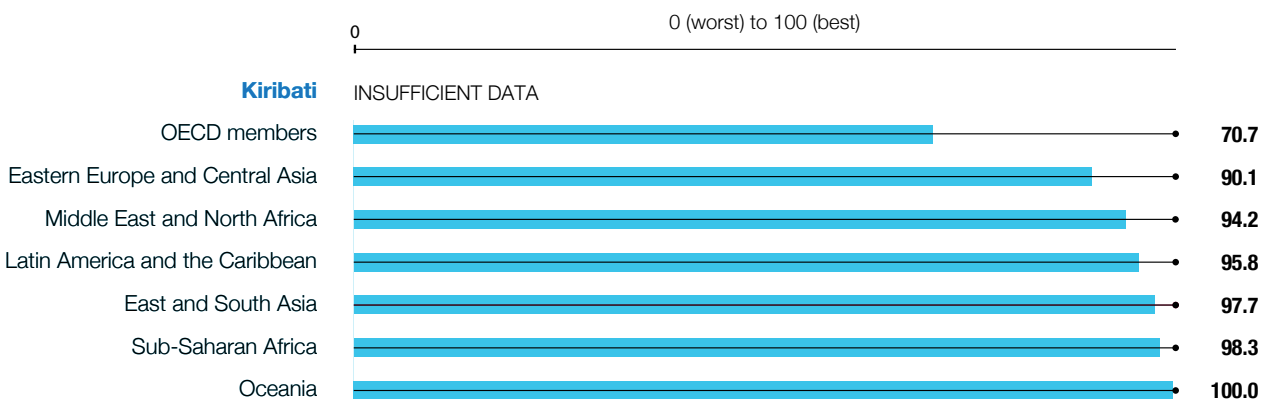 0 (worst) to 100 (best)
0
Kiribati INSUFFICIENT DATA
OECD members 70.7
Eastern Europe and Central Asia 90.1
Middle East and North Africa 94.2
Latin America and the Caribbean 95.8
East and South Asia 97.7
Sub-Saharan Africa 98.3
Oceania 100.0